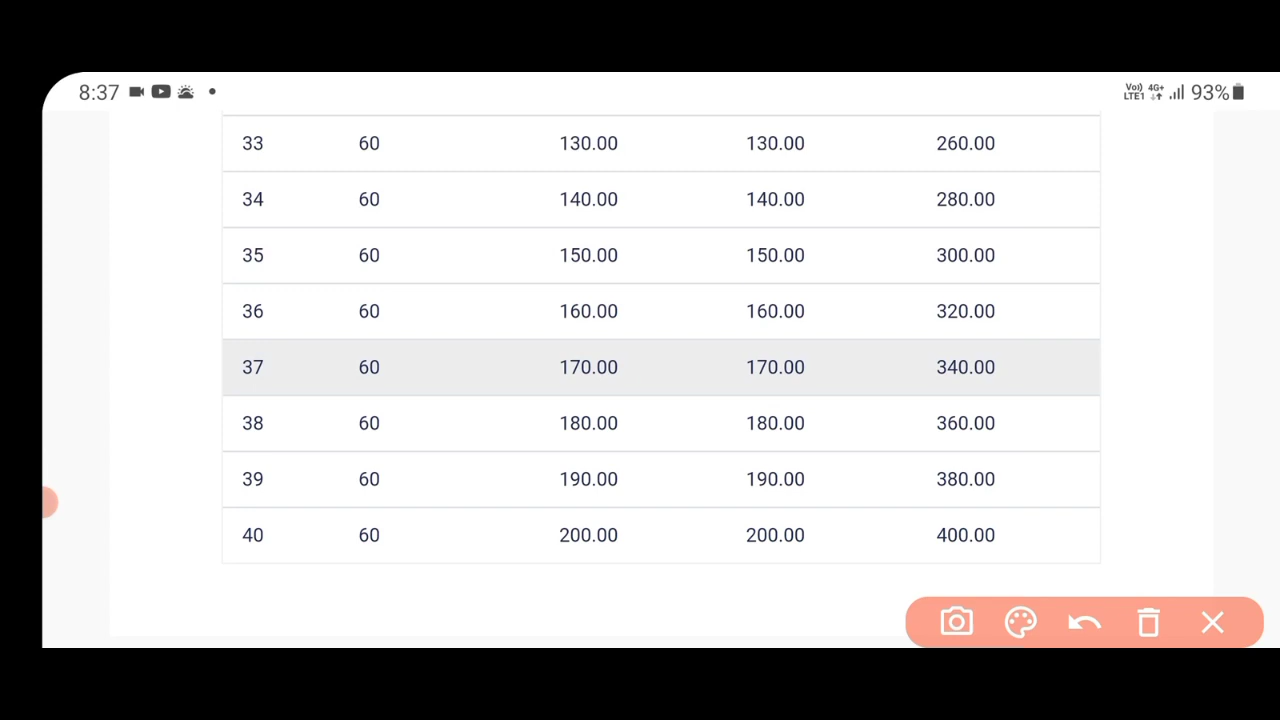 8:37 Vo)) LTE1 4G+ 93%
33 60 130.00 130.00 260.00
34 60 140.00 140.00 280.00
35 60 150.00 150.00 300.00
36 60 160.00 160.00 320.00
37 60 170.00 170.00 340.00
38 60 180.00 180.00 360.00
39 60 190.00 190.00 380.00
40 60 200.00 200.00 400.00